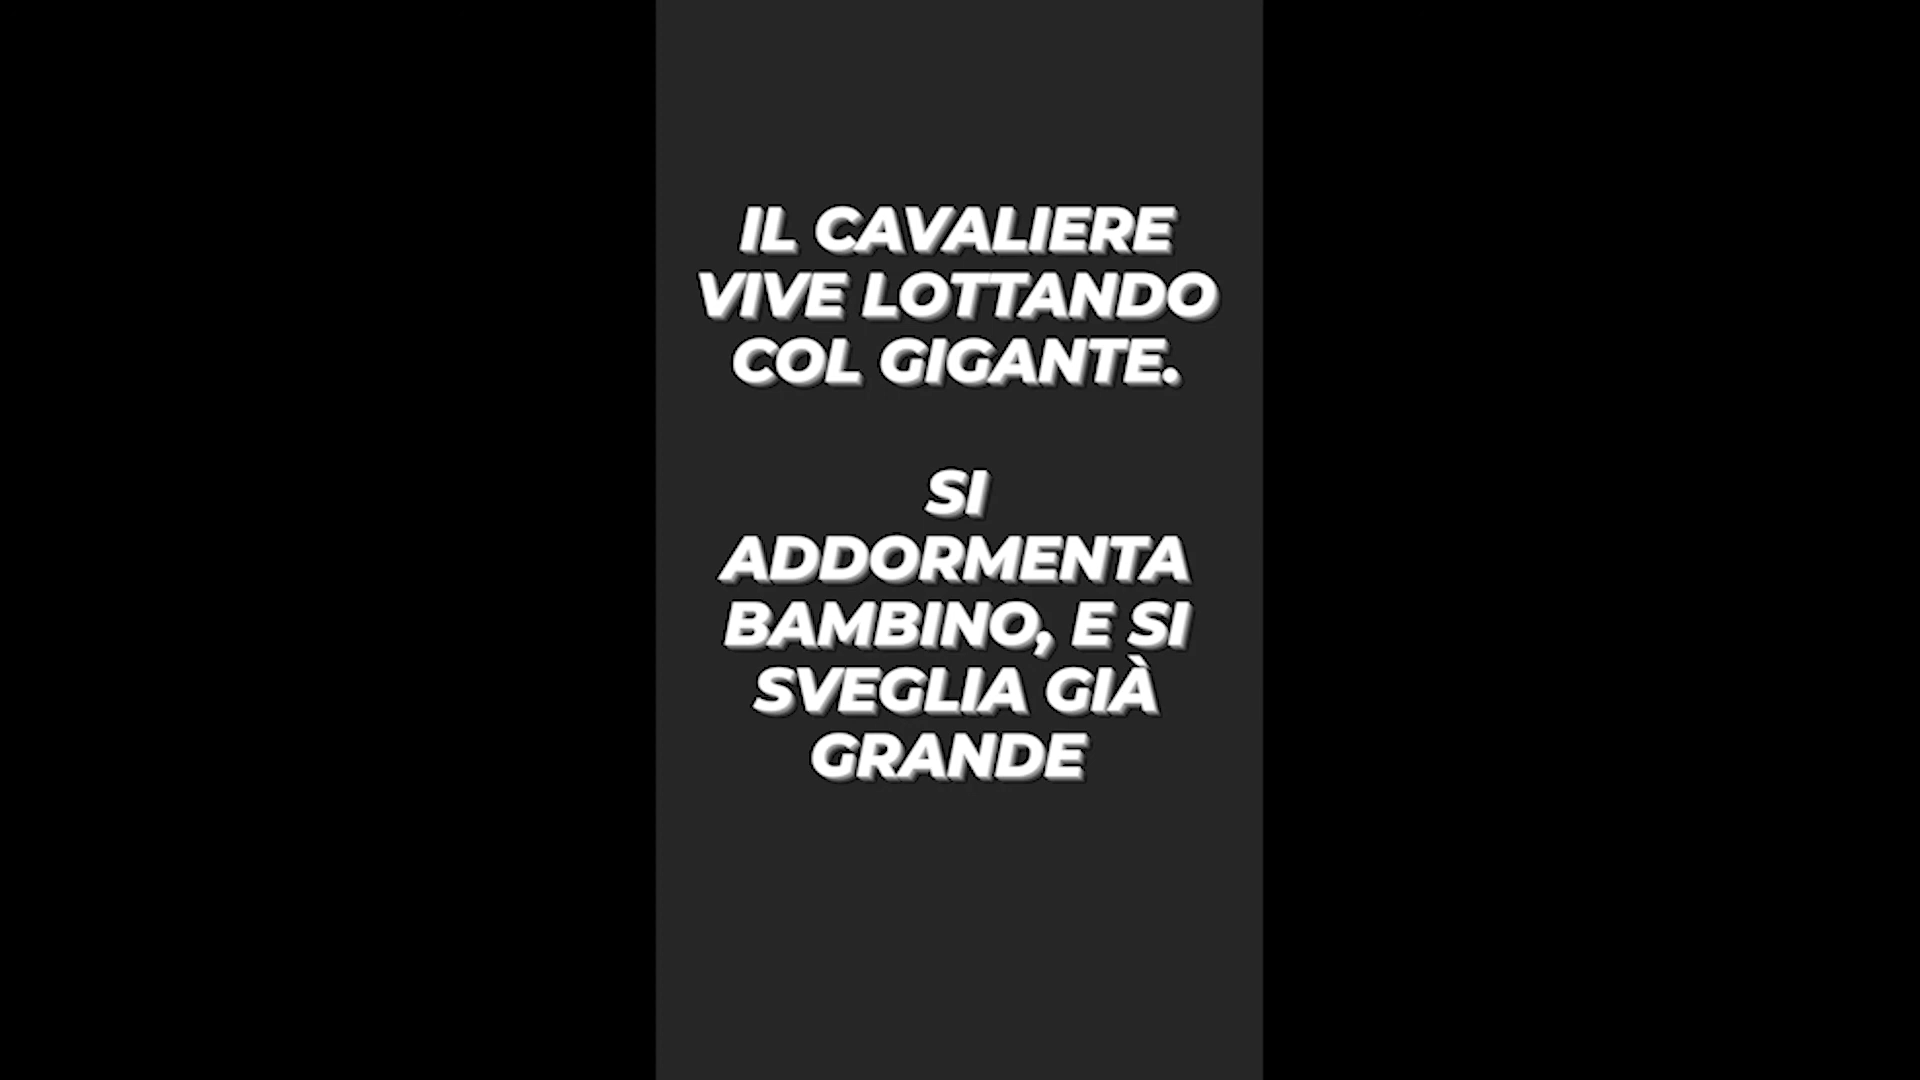 IL CAVALIERE
VIVE LOTTANDO
COL GIGANTE.
SI
ADDORMENTA
BAMBINO, E SI
SVEGLIA GIÀ
GRANDE